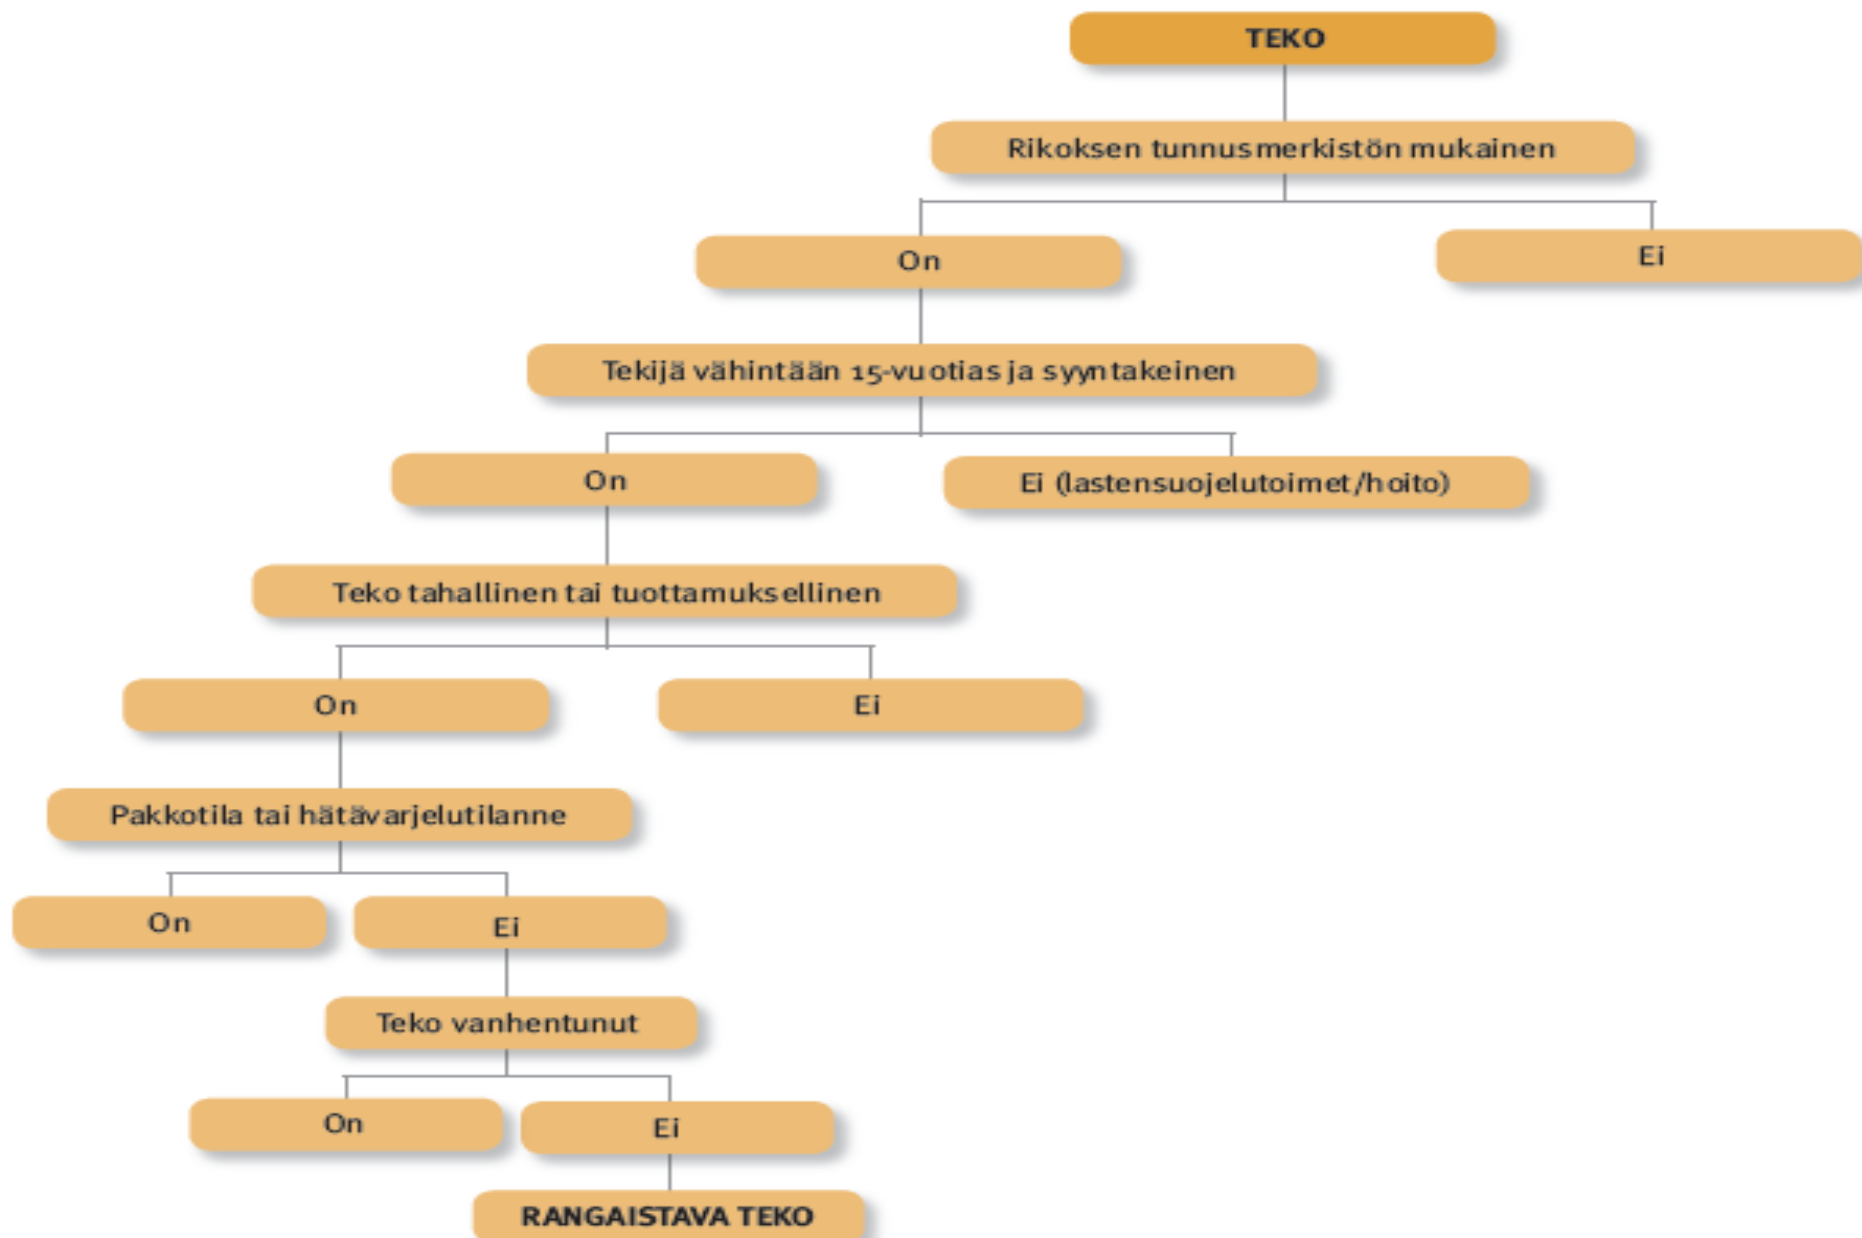 TEKO
Rikoksen tunnusmerkistön mukainen
On
Ei
Tekijä vähintään 15-vuotias ja syyntakeinen
On
Ei (lastensuojelutoimet/hoito)
Teko tahallinen tai tuottamuksellinen
On
Ei
Pakkotila tai hätävarjelutilanne
On
Ei
Teko vanhentunut
On
Ei
RANGAISTAVA TEKO